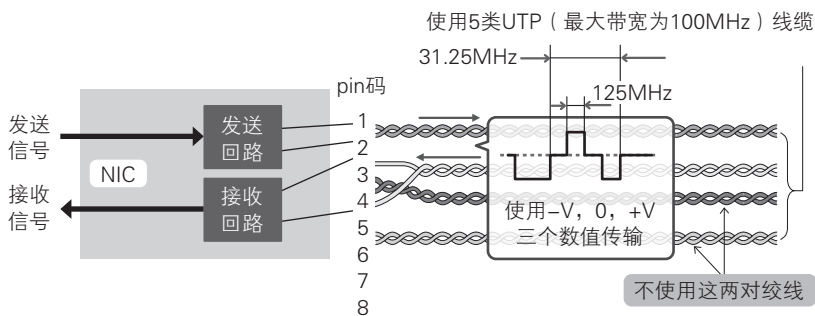 使用5类UTP（最大带宽为100MHz）线缆
31.25MHz
125MHz
pin码
发送
信号
发送
回路
NIC
接收
信号
接收
回路
1
2
3
4
5
6
7
8
使用–V，0，+V
三个数值传输
不使用这两对绞线